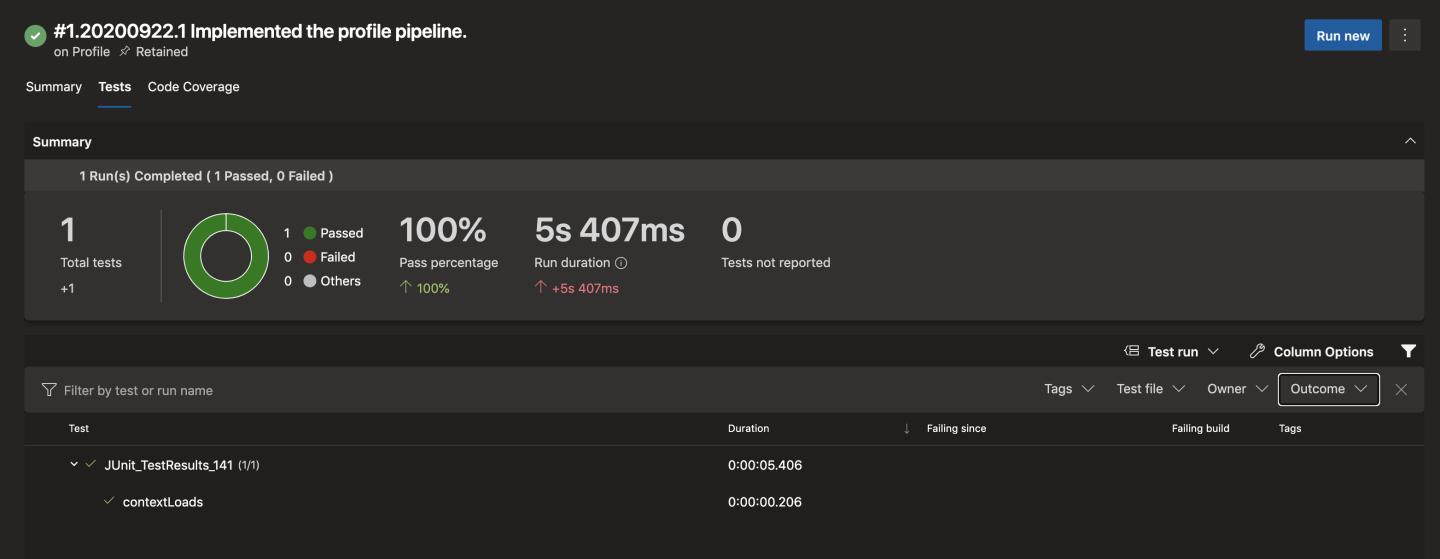 #1.20200922.1 Implemented the profile pipeline.
on Profile Retained
Run new
Summary Tests Code Coverage
Summary
1 Run(s) Completed ( 1 Passed, 0 Failed )
1
Total tests
+1
1 Passed
0 Failed
0 Others
100%
Pass percentage
100%
5s 407ms
Run duration
+5s 407ms
0
Tests not reported
Test run Column Options
Filter by test or run name Tags Test file Owner Outcome
Test Duration Failing since Failing build Tags
JUnit_TestResults_141 (1/1) 0:00:05.406
contextLoads 0:00:00.206